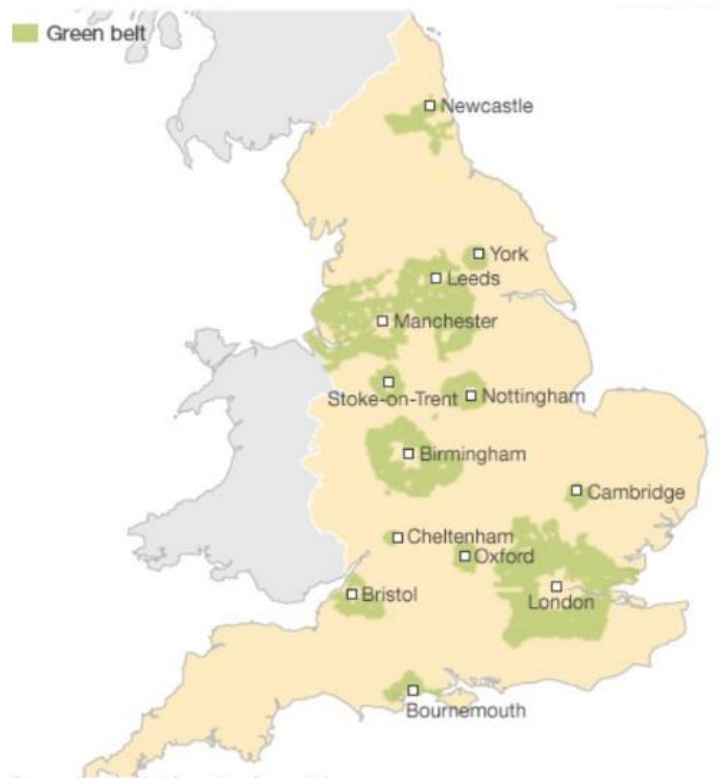 Green belt
Newcastle
York
Leeds
Manchester
Stoke-on-Trent
Nottingham
Birmingham
Cambridge
Cheltenham
Oxford
Bristol
London
Bournemouth